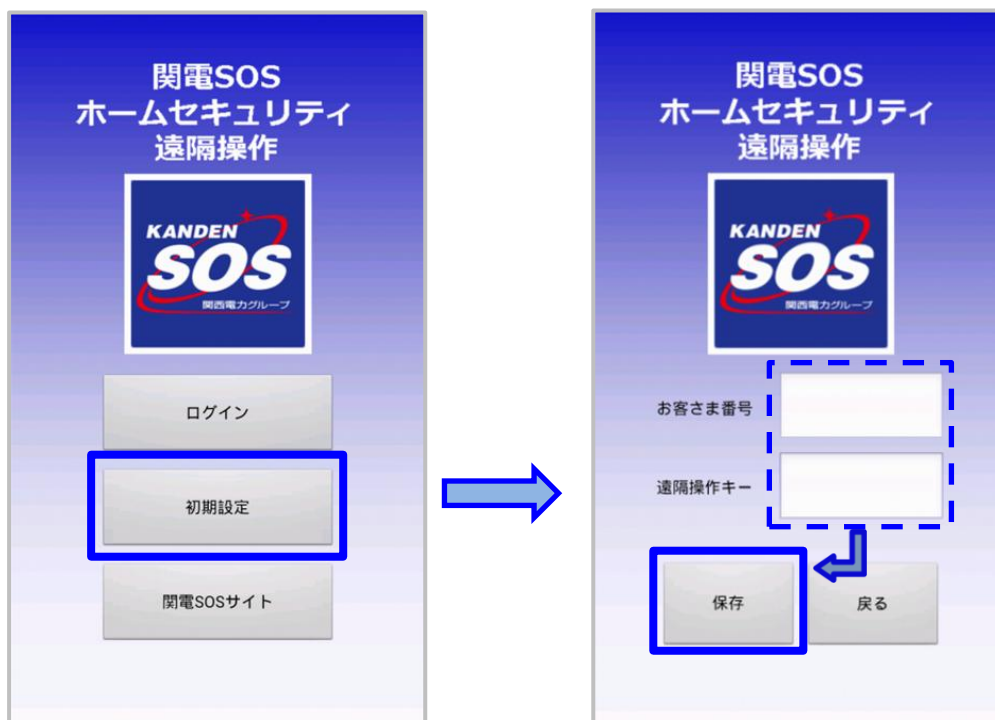 関電SOS
ホームセキュリティ
遠隔操作
KANDEN
SOS
関西電力グループ
ログイン
初期設定
関電SOSサイト
関電SOS
ホームセキュリティ
遠隔操作
KANDEN
SOS
関西電力グループ
お客さま番号
遠隔操作キー
保存
戻る